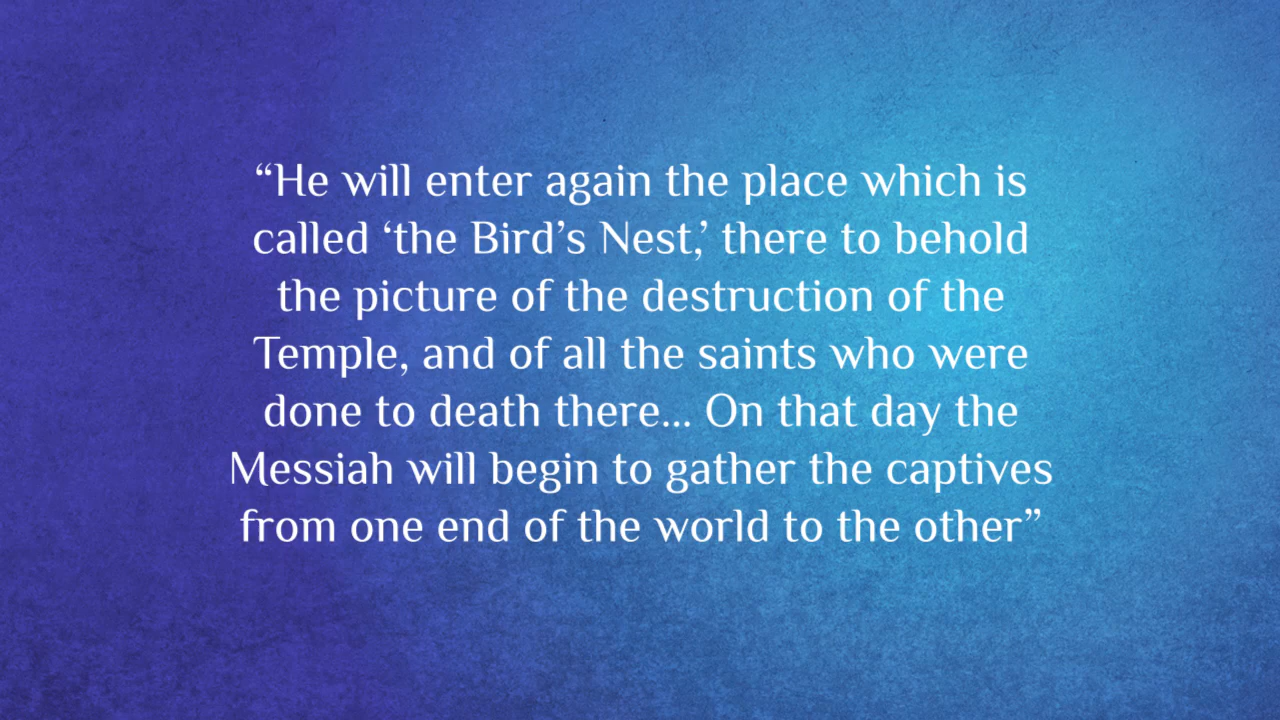 “He will enter again the place which is
called ‘the Bird’s Nest,’ there to behold
the picture of the destruction of the
Temple, and of all the saints who were
done to death there... On that day the
Messiah will begin to gather the captives
from one end of the world to the other”